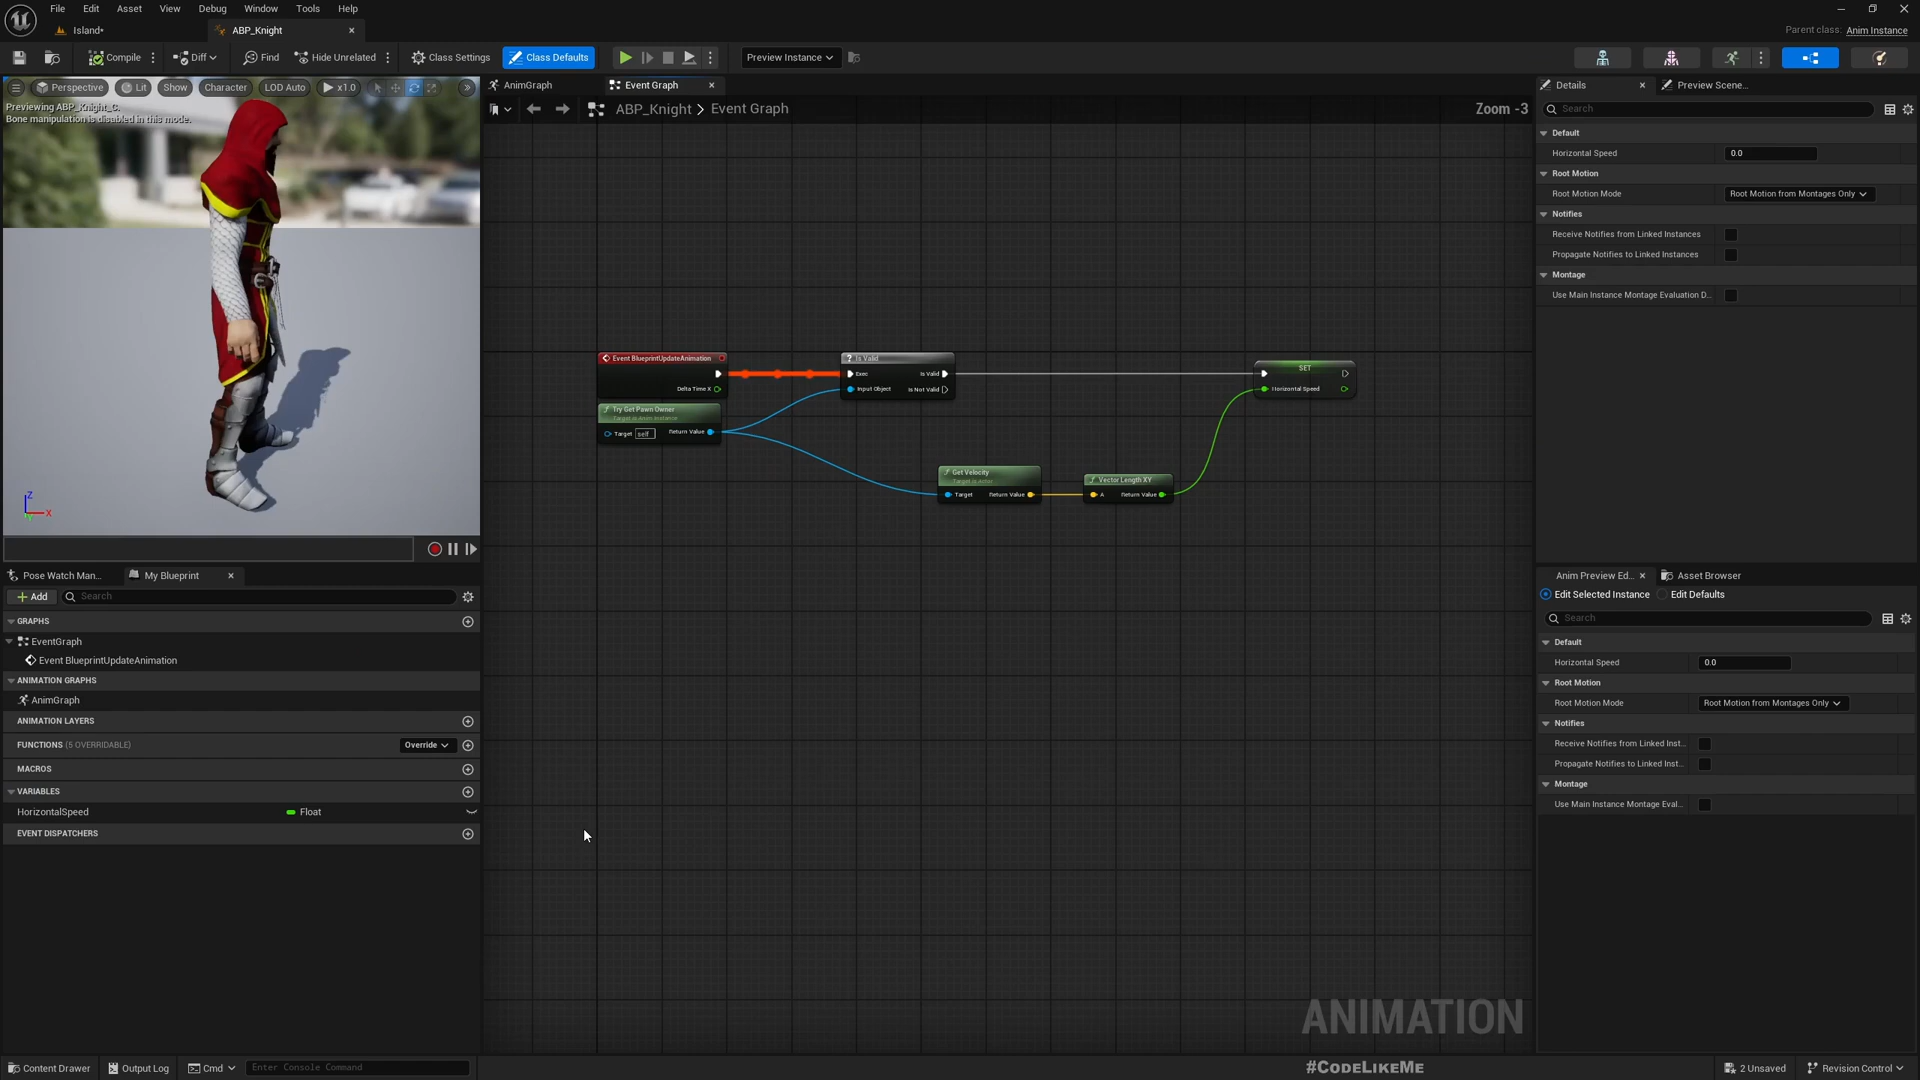 File Edit Asset View Debug Window Tools Help
Island*
ABP_Knight
Parent class: Anim Instance
Compile Diff Find Hide Unrelated Class Settings Class Defaults Preview Instance
Perspective Lit Show Character LOD Auto x1.0
Previewing ABP_Knight_C.
Bone manipulation is disabled in this mode.
Z
X
AnimGraph
Event Graph
ABP_Knight > Event Graph
Zoom -3
Event BlueprintUpdateAnimation
Delta Time X
Try Get Pawn Owner
Target is Anim Instance
Target self Return Value
Is Valid
Exec Is Valid
Input Object Is Not Valid
Get Velocity
Target is Actor
Target Return Value
Vector Length XY
A Return Value
SET
Horizontal Speed
ANIMATION
Pose Watch Man...
My Blueprint
Add Search
GRAPHS
EventGraph
Event BlueprintUpdateAnimation
ANIMATION GRAPHS
AnimGraph
ANIMATION LAYERS
FUNCTIONS (5 OVERRIDABLE) Override
MACROS
VARIABLES
HorizontalSpeed Float
EVENT DISPATCHERS
Details
Preview Scene...
Search
Default
Horizontal Speed 0.0
Root Motion
Root Motion Mode Root Motion from Montages Only
Notifies
Receive Notifies from Linked Instances
Propagate Notifies to Linked Instances
Montage
Use Main Instance Montage Evaluation D...
Anim Preview Ed...
Asset Browser
Edit Selected Instance Edit Defaults
Search
Default
Horizontal Speed 0.0
Root Motion
Root Motion Mode Root Motion from Montages Only
Notifies
Receive Notifies from Linked Inst...
Propagate Notifies to Linked Inst...
Montage
Use Main Instance Montage Eval...
Content Drawer Output Log Cmd Enter Console Command
#CodeLikeMe
2 Unsaved Revision Control